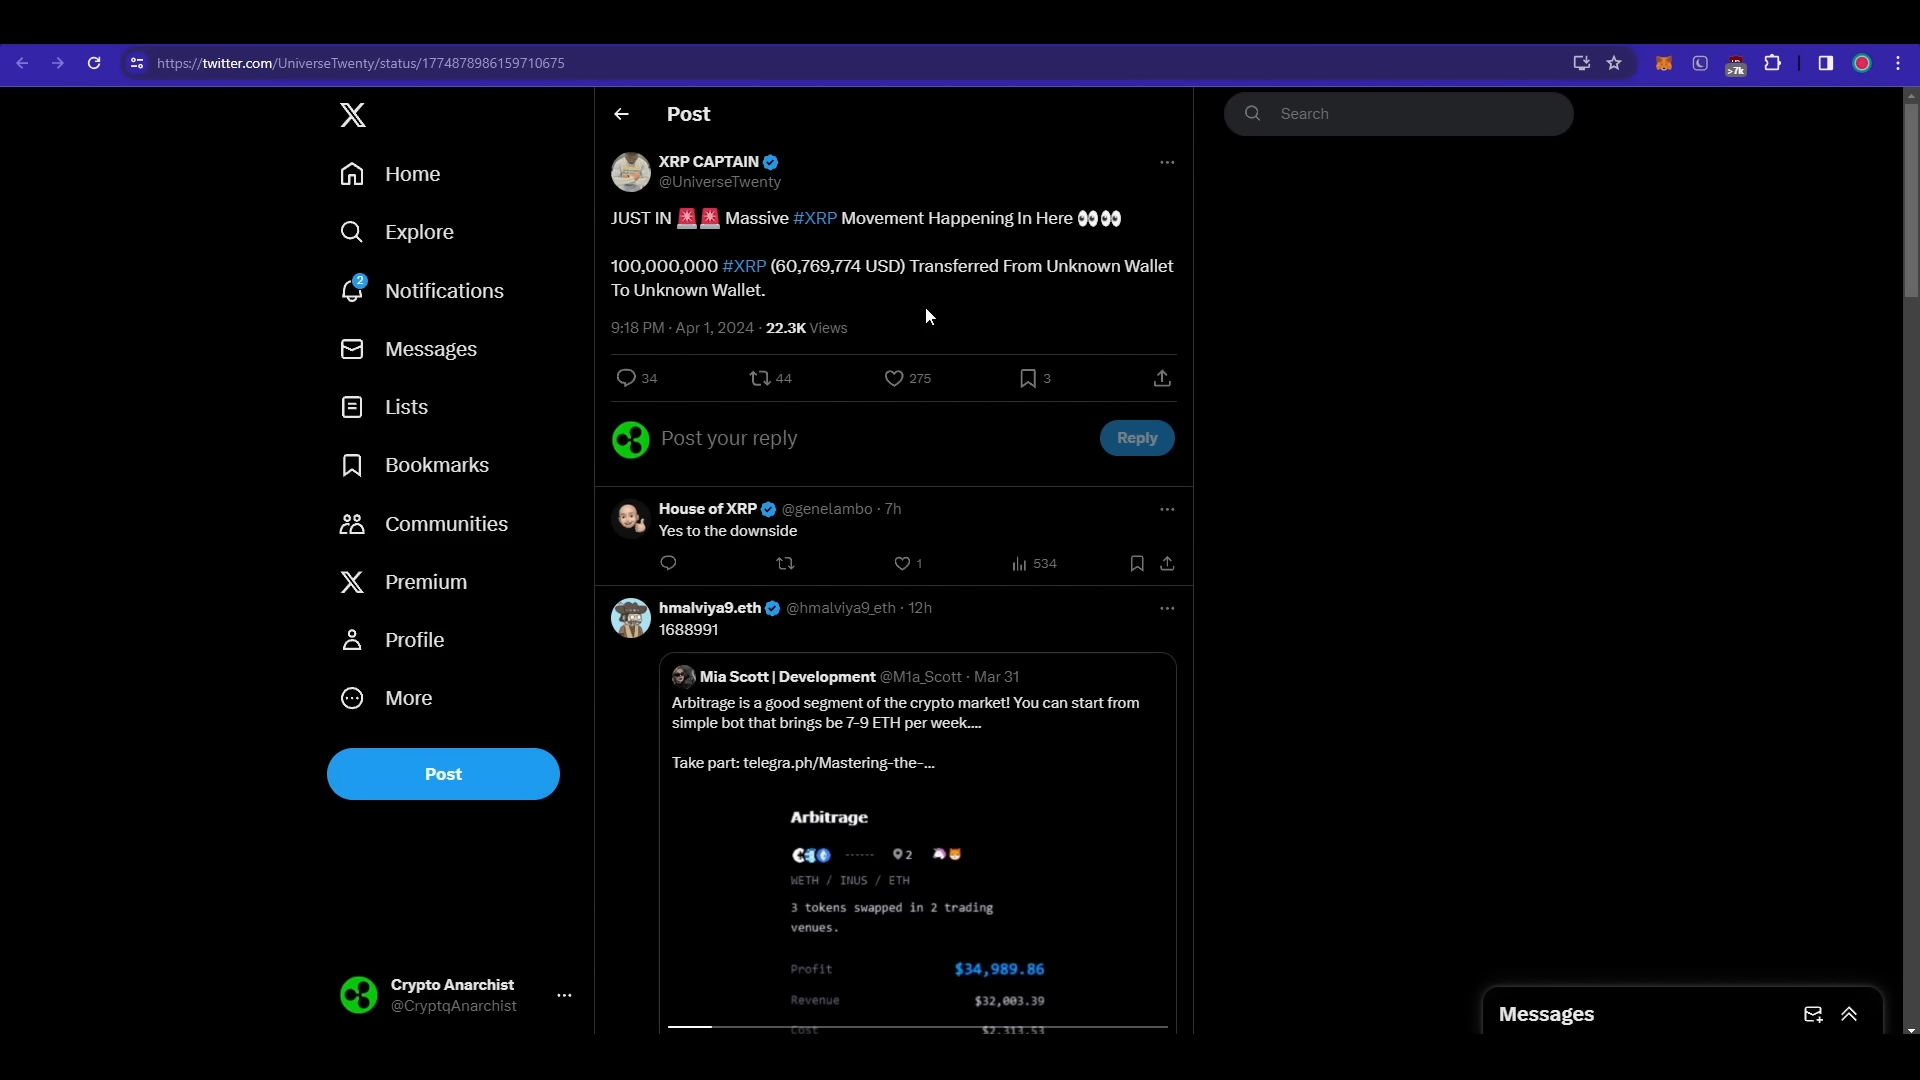 https://twitter.com/UniverseTwenty/status/1774878986159710675
>7k
X
Home
Explore
2
Notifications
Messages
Lists
Bookmarks
Communities
Premium
Profile
More
Post
Crypto Anarchist
@CryptqAnarchist
Post
XRP CAPTAIN
@UniverseTwenty
JUST IN 🚨🚨 Massive #XRP Movement Happening In Here 👀👀
100,000,000 #XRP (60,769,774 USD) Transferred From Unknown Wallet
To Unknown Wallet.
9:18 PM · Apr 1, 2024 · 22.3K Views
34 44 275 3
Post your reply
Reply
House of XRP @genelambo · 7h
Yes to the downside
1 534
hmalviya9.eth @hmalviya9_eth · 12h
1688991
Mia Scott | Development @M1a_Scott · Mar 31
Arbitrage is a good segment of the crypto market! You can start from
simple bot that brings be 7-9 ETH per week....
Take part: telegra.ph/Mastering-the-...
Arbitrage
2
WETH / INUS / ETH
3 tokens swapped in 2 trading
venues.
Profit $34,989.86
Revenue $32,003.39
Cost $2,313.53
Search
Messages